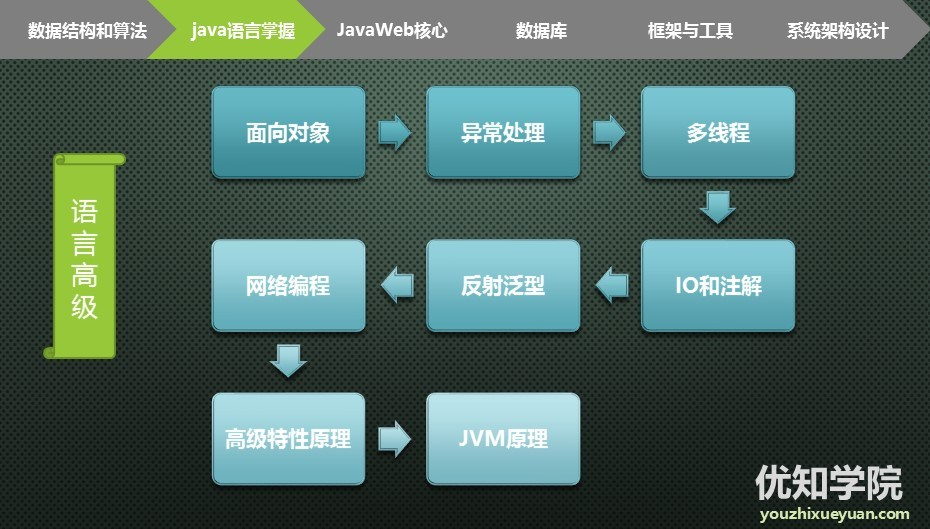 数据结构和算法
java语言掌握
JavaWeb核心
数据库
框架与工具
系统架构设计
语言高级
面向对象
异常处理
多线程
IO和注解
反射泛型
网络编程
高级特性原理
JVM原理
优知学院
youzhixueyuan.com